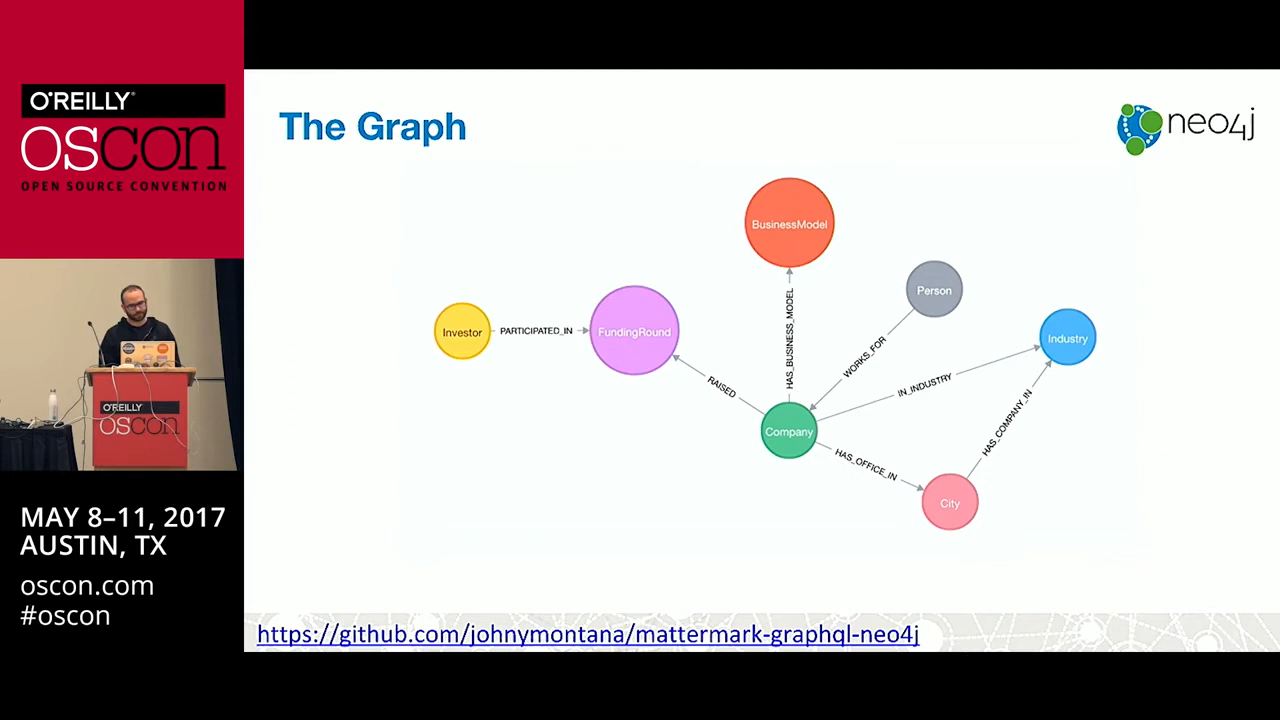 O'REILLY®
OSCON
OPEN SOURCE CONVENTION
The Graph
neo4j
BusinessModel
Person
Investor
PARTICIPATED_IN
FundingRound
HAS_BUSINESS_MODEL
WORKS_FOR
Industry
RAISED
IN_INDUSTRY
HAS_COMPANY_IN
Company
HAS_OFFICE_IN
City
O'REILLY
OSCON
MAY 8–11, 2017
AUSTIN, TX
oscon.com
#oscon
https://github.com/johnymontana/mattermark-graphql-neo4j